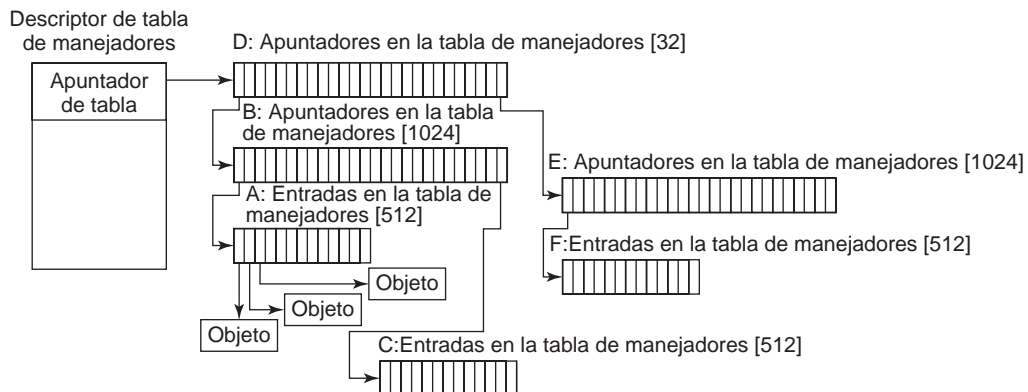 Descriptor de tabla
de manejadores
Apuntador
de tabla
D: Apuntadores en la tabla de manejadores [32]
B: Apuntadores en la tabla
de manejadores [1024]
A: Entradas en la tabla de
manejadores [512]
E: Apuntadores en la tabla de manejadores [1024]
F:Entradas en la tabla de manejadores [512]
Objeto
Objeto
Objeto
C:Entradas en la tabla de manejadores [512]